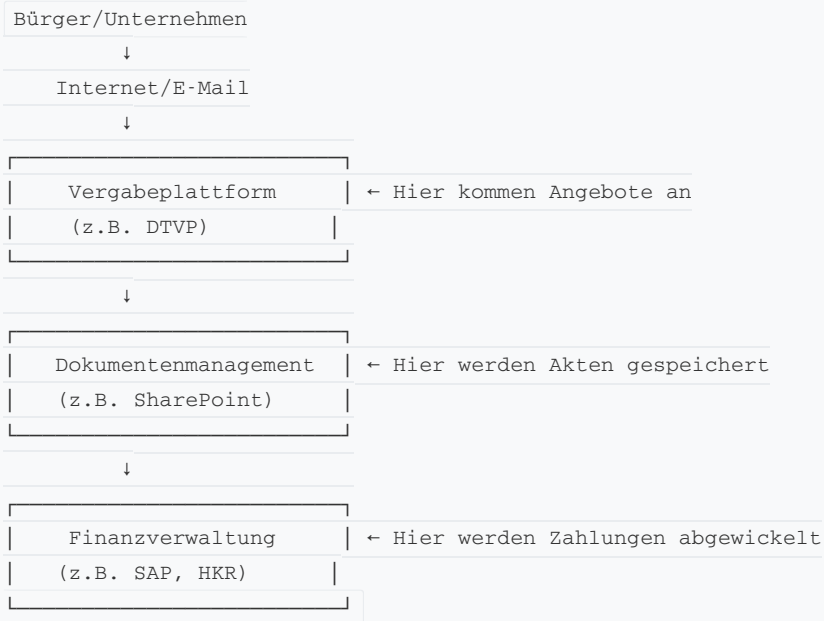 Bürger/Unternehmen
↓
Internet/E-Mail
↓
Vergabeplattform ← Hier kommen Angebote an
(z.B. DTVP)
↓
Dokumentenmanagement ← Hier werden Akten gespeichert
(z.B. SharePoint)
↓
Finanzverwaltung ← Hier werden Zahlungen abgewickelt
(z.B. SAP, HKR)